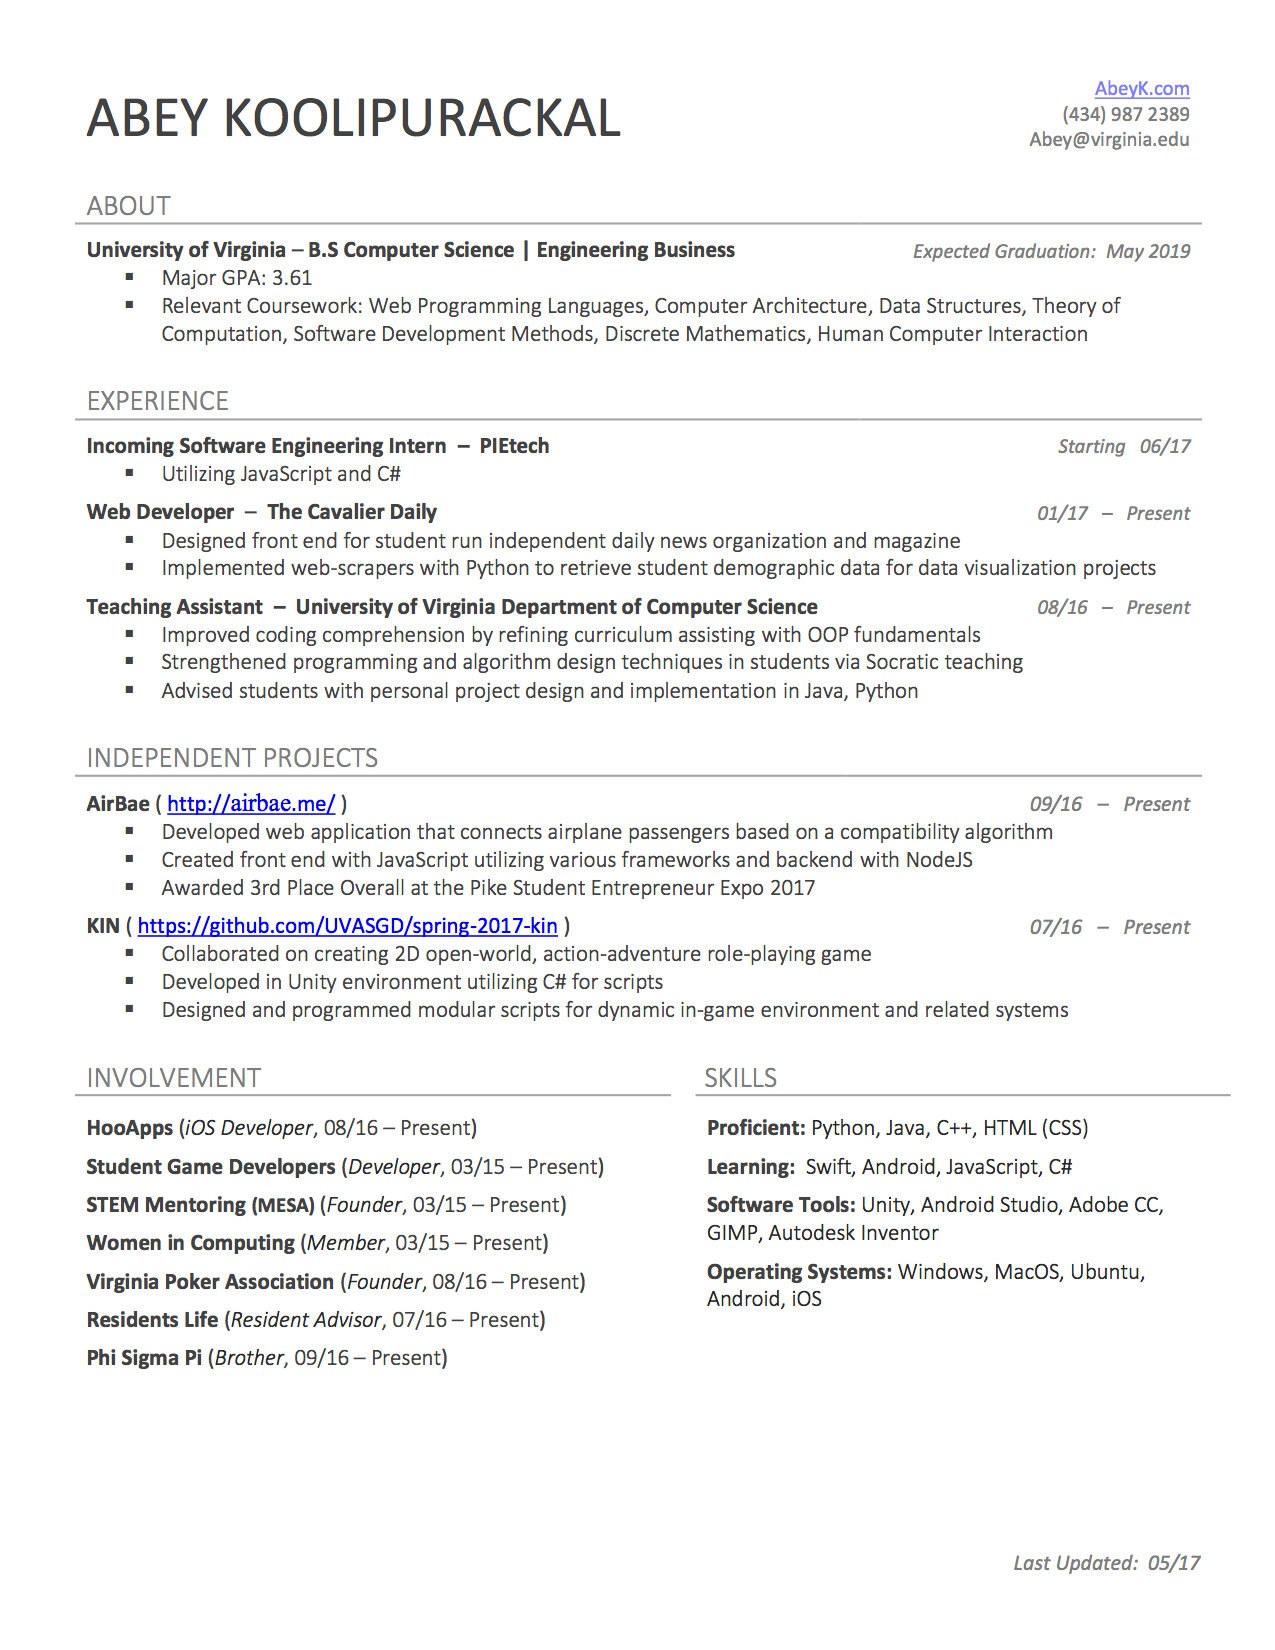 ABEY KOOLIPURACKAL
AbeyK.com
(434) 987 2389
Abey@virginia.edu
ABOUT
University of Virginia – B.S Computer Science | Engineering Business Expected Graduation: May 2019
▪ Major GPA: 3.61
▪ Relevant Coursework: Web Programming Languages, Computer Architecture, Data Structures, Theory of
Computation, Software Development Methods, Discrete Mathematics, Human Computer Interaction
EXPERIENCE
Incoming Software Engineering Intern – PIEtech Starting 06/17
▪ Utilizing JavaScript and C#
Web Developer – The Cavalier Daily 01/17 – Present
▪ Designed front end for student run independent daily news organization and magazine
▪ Implemented web-scrapers with Python to retrieve student demographic data for data visualization projects
Teaching Assistant – University of Virginia Department of Computer Science 08/16 – Present
▪ Improved coding comprehension by refining curriculum assisting with OOP fundamentals
▪ Strengthened programming and algorithm design techniques in students via Socratic teaching
▪ Advised students with personal project design and implementation in Java, Python
INDEPENDENT PROJECTS
AirBae ( http://airbae.me/ ) 09/16 – Present
▪ Developed web application that connects airplane passengers based on a compatibility algorithm
▪ Created front end with JavaScript utilizing various frameworks and backend with NodeJS
▪ Awarded 3rd Place Overall at the Pike Student Entrepreneur Expo 2017
KIN ( https://github.com/UVASGD/spring-2017-kin ) 07/16 – Present
▪ Collaborated on creating 2D open-world, action-adventure role-playing game
▪ Developed in Unity environment utilizing C# for scripts
▪ Designed and programmed modular scripts for dynamic in-game environment and related systems
INVOLVEMENT
HooApps (iOS Developer, 08/16 – Present)
Student Game Developers (Developer, 03/15 – Present)
STEM Mentoring (MESA) (Founder, 03/15 – Present)
Women in Computing (Member, 03/15 – Present)
Virginia Poker Association (Founder, 08/16 – Present)
Residents Life (Resident Advisor, 07/16 – Present)
Phi Sigma Pi (Brother, 09/16 – Present)
SKILLS
Proficient: Python, Java, C++, HTML (CSS)
Learning: Swift, Android, JavaScript, C#
Software Tools: Unity, Android Studio, Adobe CC,
GIMP, Autodesk Inventor
Operating Systems: Windows, MacOS, Ubuntu,
Android, iOS
Last Updated: 05/17